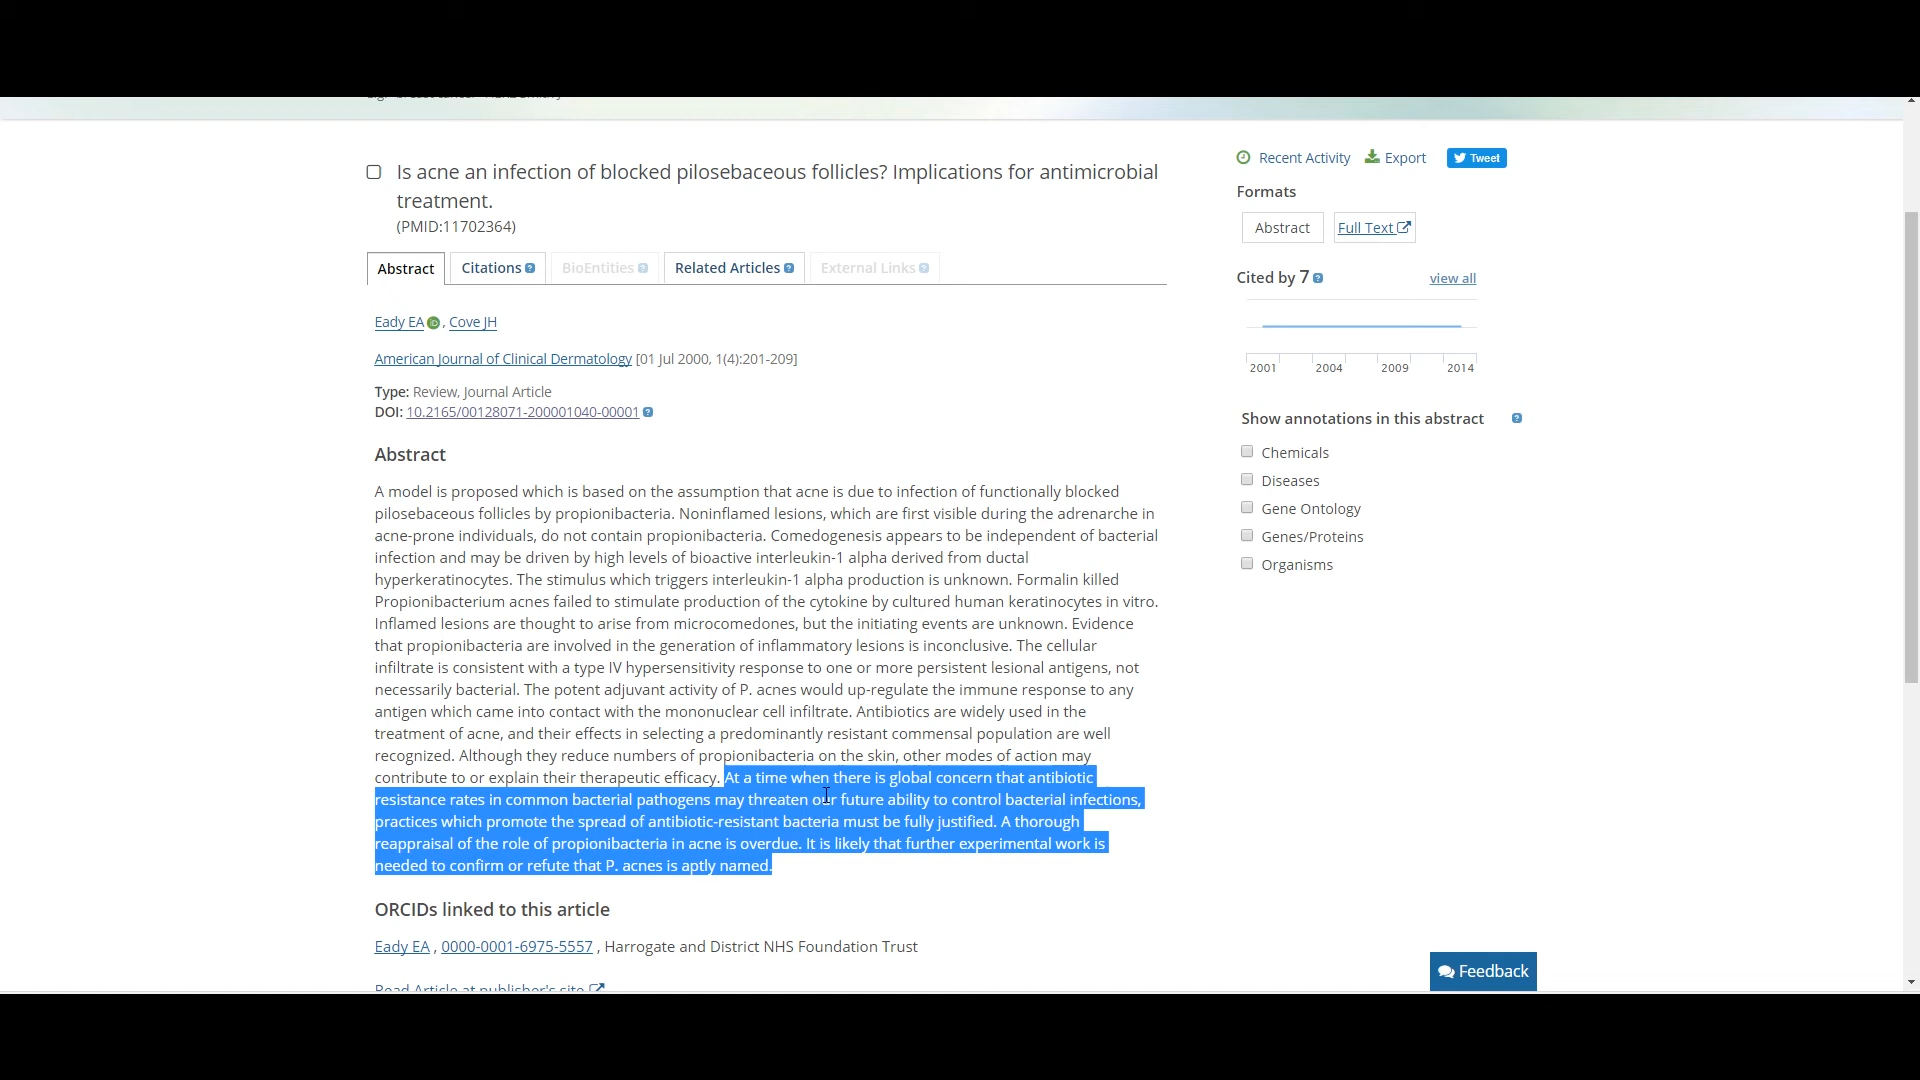 Is acne an infection of blocked pilosebaceous follicles? Implications for antimicrobial
treatment.
(PMID:11702364)
Abstract
Citations
BioEntities
Related Articles
External Links
Eady EA , Cove JH
American Journal of Clinical Dermatology [01 Jul 2000, 1(4):201-209]
Type: Review, Journal Article
DOI: 10.2165/00128071-200001040-00001
Abstract
A model is proposed which is based on the assumption that acne is due to infection of functionally blocked
pilosebaceous follicles by propionibacteria. Noninflamed lesions, which are first visible during the adrenarche in
acne-prone individuals, do not contain propionibacteria. Comedogenesis appears to be independent of bacterial
infection and may be driven by high levels of bioactive interleukin-1 alpha derived from ductal
hyperkeratinocytes. The stimulus which triggers interleukin-1 alpha production is unknown. Formalin killed
Propionibacterium acnes failed to stimulate production of the cytokine by cultured human keratinocytes in vitro.
Inflamed lesions are thought to arise from microcomedones, but the initiating events are unknown. Evidence
that propionibacteria are involved in the generation of inflammatory lesions is inconclusive. The cellular
infiltrate is consistent with a type IV hypersensitivity response to one or more persistent lesional antigens, not
necessarily bacterial. The potent adjuvant activity of P. acnes would up-regulate the immune response to any
antigen which came into contact with the mononuclear cell infiltrate. Antibiotics are widely used in the
treatment of acne, and their effects in selecting a predominantly resistant commensal population are well
recognized. Although they reduce numbers of propionibacteria on the skin, other modes of action may
contribute to or explain their therapeutic efficacy. At a time when there is global concern that antibiotic
resistance rates in common bacterial pathogens may threaten our future ability to control bacterial infections,
practices which promote the spread of antibiotic-resistant bacteria must be fully justified. A thorough
reappraisal of the role of propionibacteria in acne is overdue. It is likely that further experimental work is
needed to confirm or refute that P. acnes is aptly named.
ORCIDs linked to this article
Eady EA , 0000-0001-6975-5557 , Harrogate and District NHS Foundation Trust
Read Article at publisher's site
Recent Activity
Export
Tweet
Formats
Abstract
Full Text
Cited by 7
view all
2001 2004 2009 2014
Show annotations in this abstract
Chemicals
Diseases
Gene Ontology
Genes/Proteins
Organisms
Feedback